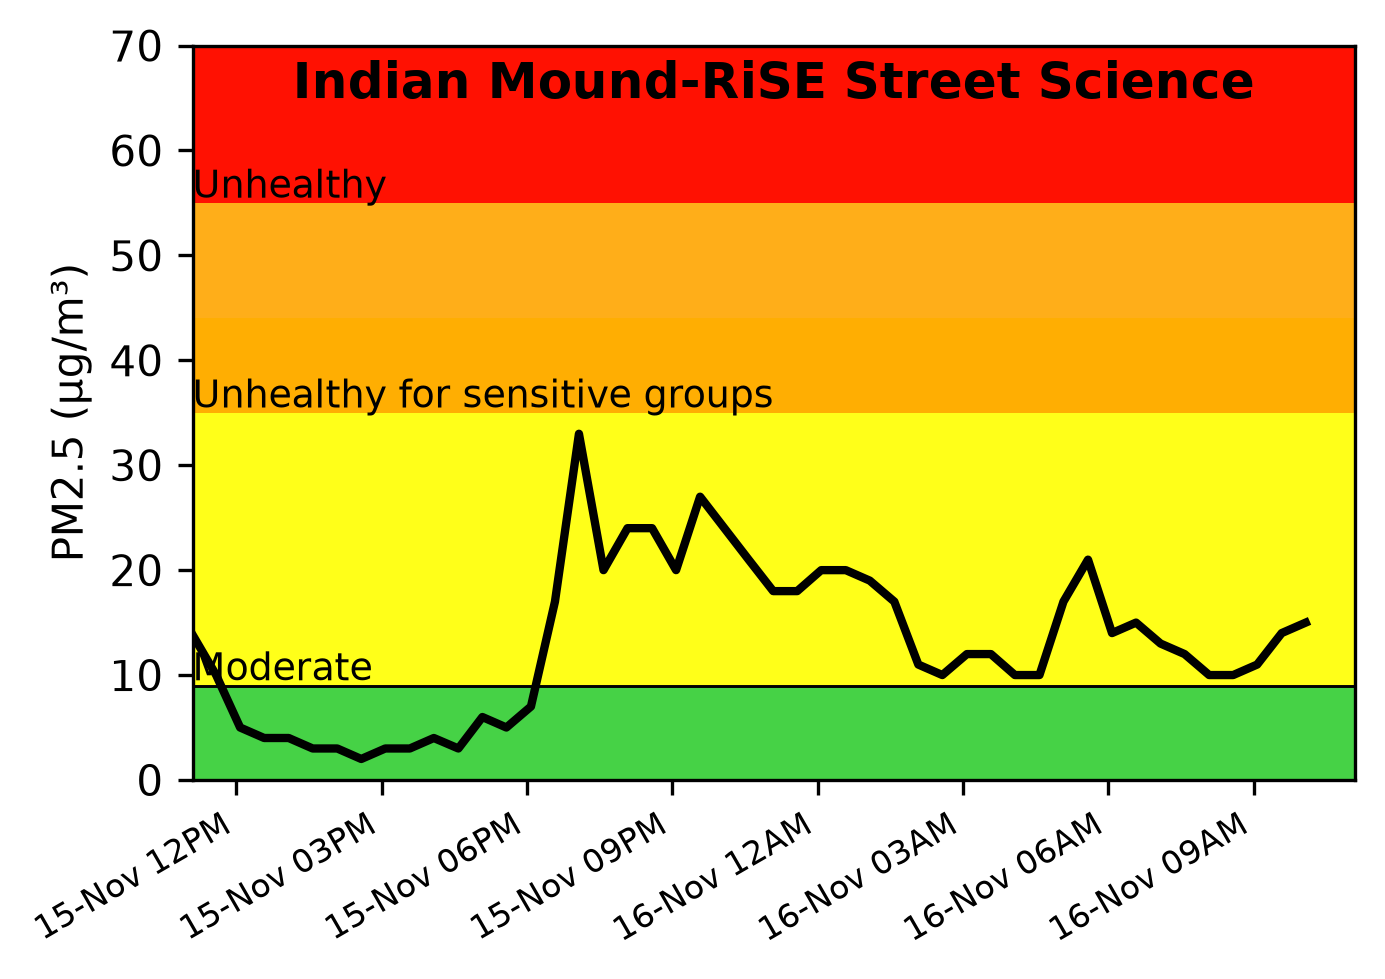 Indian Mound-RiSE Street Science
70
60
Unhealthy
50
40
Unhealthy for sensitive groups
30
20
Moderate
10
0
PM2.5 (µg/m³)
15-Nov 12PM
15-Nov 03PM
15-Nov 06PM
15-Nov 09PM
16-Nov 12AM
16-Nov 03AM
16-Nov 06AM
16-Nov 09AM